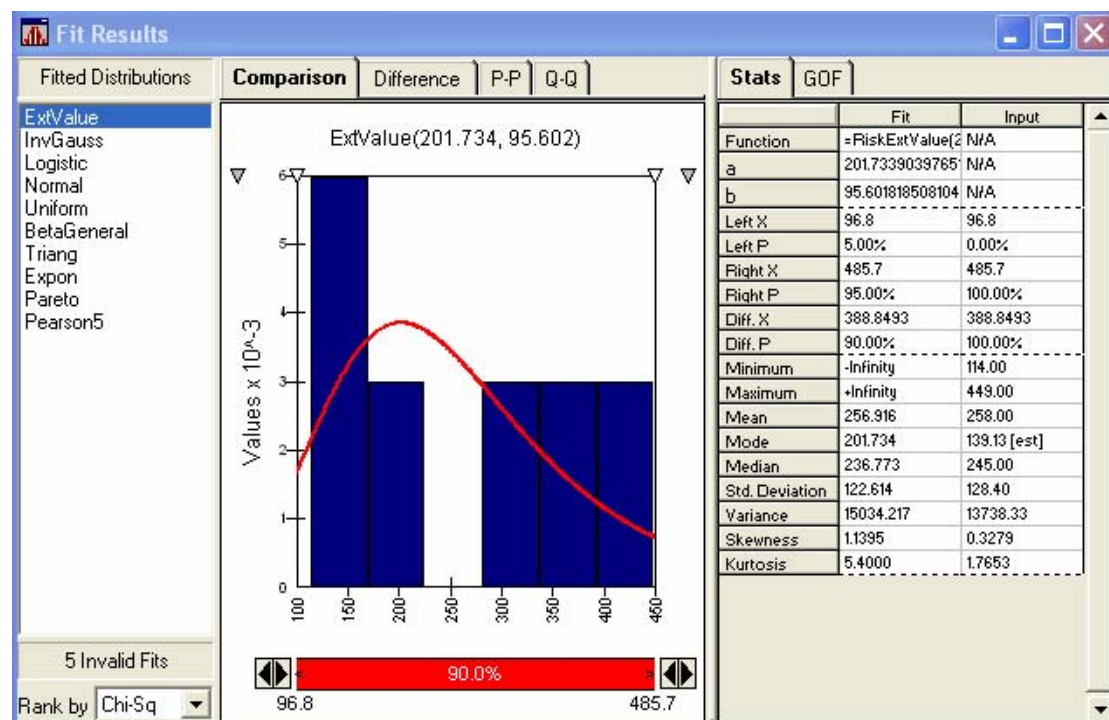 Fit Results
Fitted Distributions
ExtValue
InvGauss
Logistic
Normal
Uniform
BetaGeneral
Triang
Expon
Pareto
Pearson5
5 Invalid Fits
Rank by Chi-Sq
Comparison Difference P-P Q-Q
ExtValue(201.734, 95.602)
Values x 10^-3
6
5
4
3
2
1
0
100 150 200 250 300 350 400 450
90.0%
96.8 485.7
Stats GOF
Fit Input
Function =RiskExtValue(2 N/A
a 201.7339039765 N/A
b 95.601818508104 N/A
Left X 96.8 96.8
Left P 5.00% 0.00%
Right X 485.7 485.7
Right P 95.00% 100.00%
Diff. X 388.8493 388.8493
Diff. P 90.00% 100.00%
Minimum -Infinity 114.00
Maximum +Infinity 449.00
Mean 256.916 258.00
Mode 201.734 139.13 [est]
Median 236.773 245.00
Std. Deviation 122.614 128.40
Variance 15034.217 13738.33
Skewness 1.1395 0.3279
Kurtosis 5.4000 1.7653